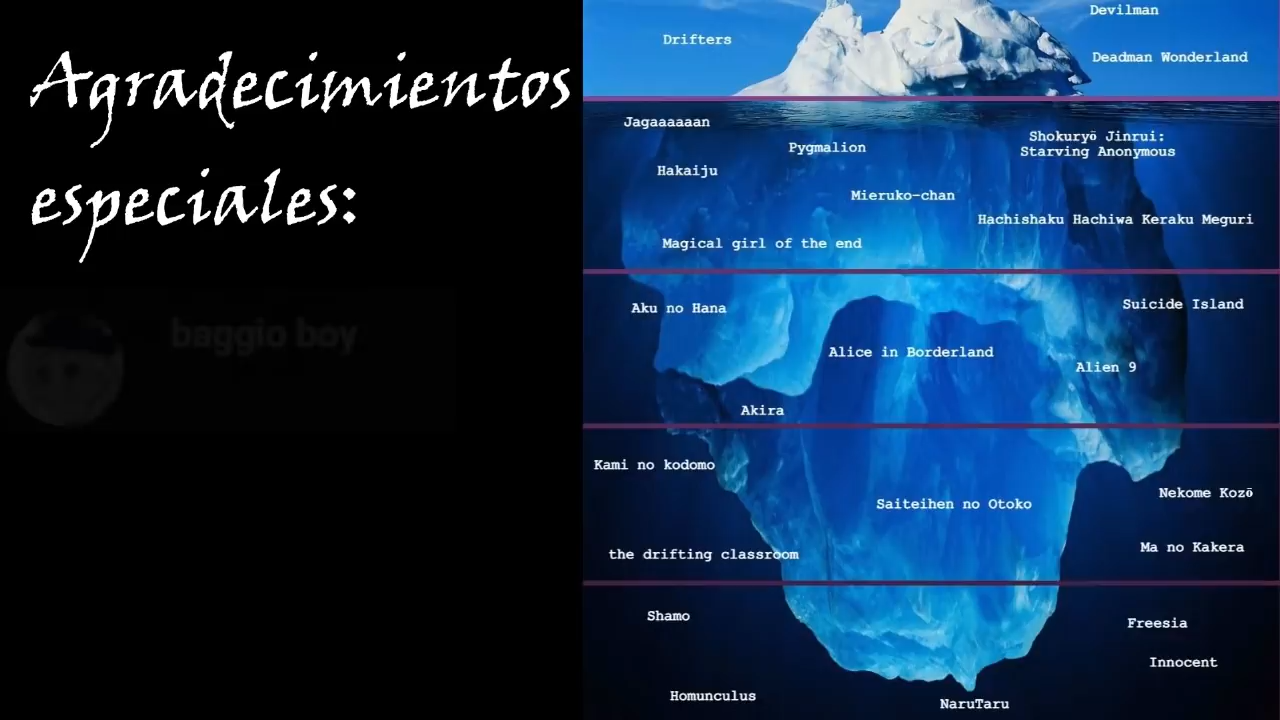 Agradecimientos
especiales:
baggio boy
Devilman
Drifters
Deadman Wonderland
Jagaaaaaan
Shokuryō Jinrui:
Starving Anonymous
Pygmalion
Hakaiju
Mieruko-chan
Hachishaku Hachiwa Keraku Meguri
Magical girl of the end
Aku no Hana
Suicide Island
Alice in Borderland
Alien 9
Akira
Kami no kodomo
Nekome Kozō
Saiteihen no Otoko
Ma no Kakera
the drifting classroom
Shamo
Freesia
Innocent
Homunculus
NaruTaru